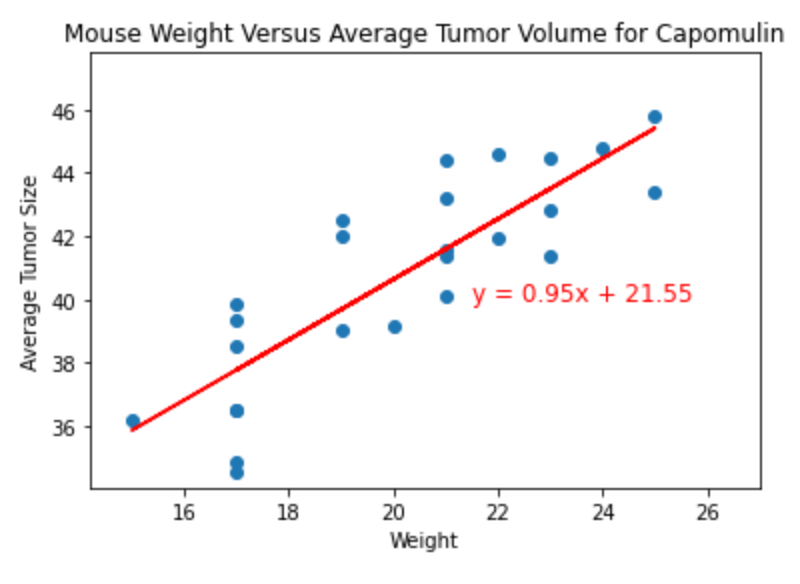 Mouse Weight Versus Average Tumor Volume for Capomulin
46
44
42
40
38
36
Average Tumor Size
y = 0.95x + 21.55
16 18 20 22 24 26
Weight